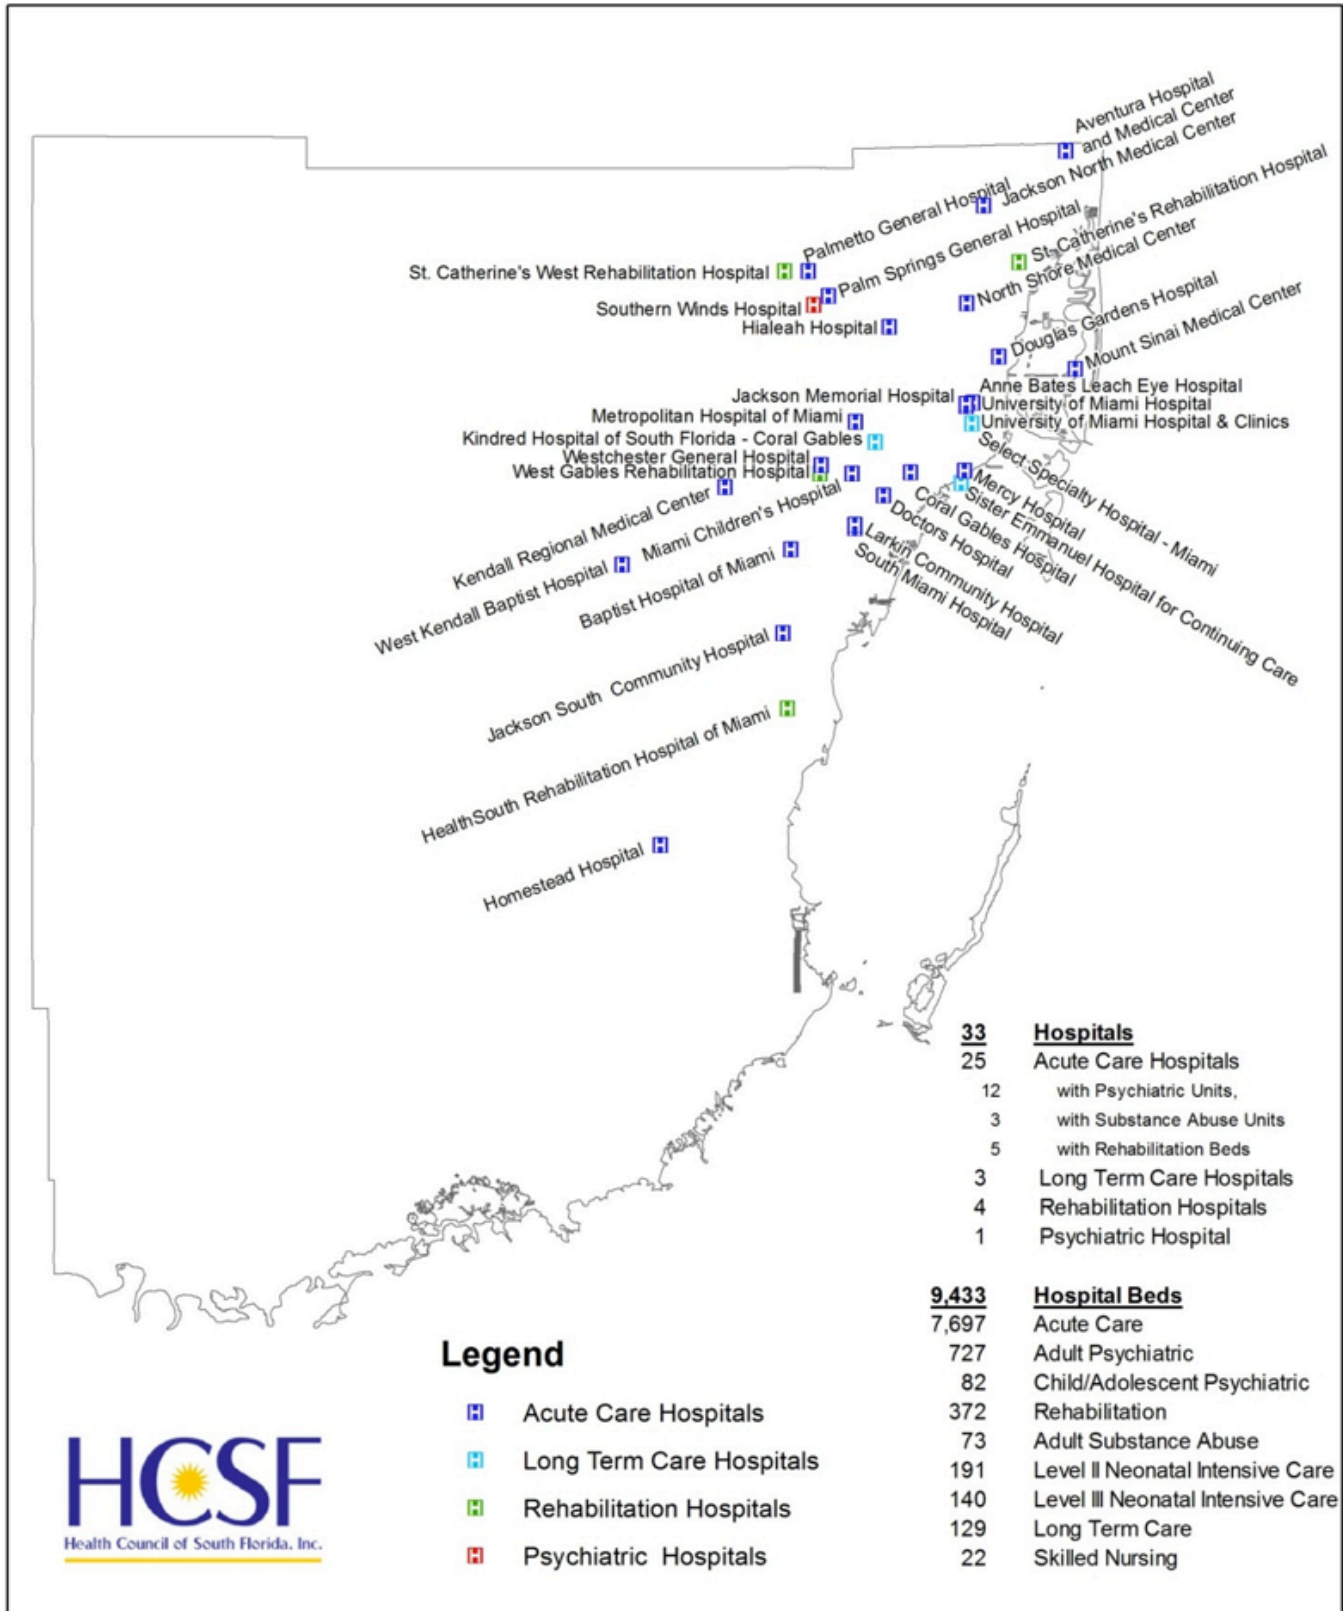 Aventura Hospital
and Medical Center
Jackson North Medical Center
Palmetto General Hospital
St. Catherine's Rehabilitation Hospital
Palm Springs General Hospital
St. Catherine's West Rehabilitation Hospital
North Shore Medical Center
Southern Winds Hospital
Hialeah Hospital
Douglas Gardens Hospital
Mount Sinai Medical Center
Anne Bates Leach Eye Hospital
Jackson Memorial Hospital
University of Miami Hospital
Metropolitan Hospital of Miami
University of Miami Hospital & Clinics
Kindred Hospital of South Florida - Coral Gables
Select Specialty Hospital - Miami
Westchester General Hospital
West Gables Rehabilitation Hospital
Mercy Hospital
Sister Emmanuel Hospital for Continuing Care
Kendall Regional Medical Center
Miami Children's Hospital
Coral Gables Hospital
Doctors Hospital
Larkin Community Hospital
South Miami Hospital
West Kendall Baptist Hospital
Baptist Hospital of Miami
Jackson South Community Hospital
HealthSouth Rehabilitation Hospital of Miami
Homestead Hospital
33 Hospitals
25 Acute Care Hospitals
12 with Psychiatric Units,
3 with Substance Abuse Units
5 with Rehabilitation Beds
3 Long Term Care Hospitals
4 Rehabilitation Hospitals
1 Psychiatric Hospital
9,433 Hospital Beds
7,697 Acute Care
727 Adult Psychiatric
82 Child/Adolescent Psychiatric
372 Rehabilitation
73 Adult Substance Abuse
191 Level II Neonatal Intensive Care
140 Level III Neonatal Intensive Care
129 Long Term Care
22 Skilled Nursing
Legend
H Acute Care Hospitals
H Long Term Care Hospitals
H Rehabilitation Hospitals
H Psychiatric Hospitals
HCSF
Health Council of South Florida, Inc.